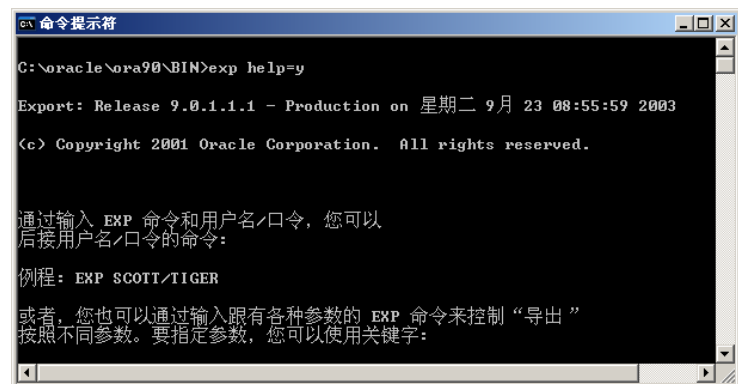 命令提示符
C:\oracle\ora90\BIN>exp help=y
Export: Release 9.0.1.1.1 - Production on 星期二 9月 23 08:55:59 2003
(c) Copyright 2001 Oracle Corporation.  All rights reserved.
通过输入 EXP 命令和用户名/口令，您可以
后接用户名/口令的命令：
例程：EXP SCOTT/TIGER
或者，您也可以通过输入跟有各种参数的 EXP 命令来控制“导出”
按照不同参数。要指定参数，您可以使用关键字：